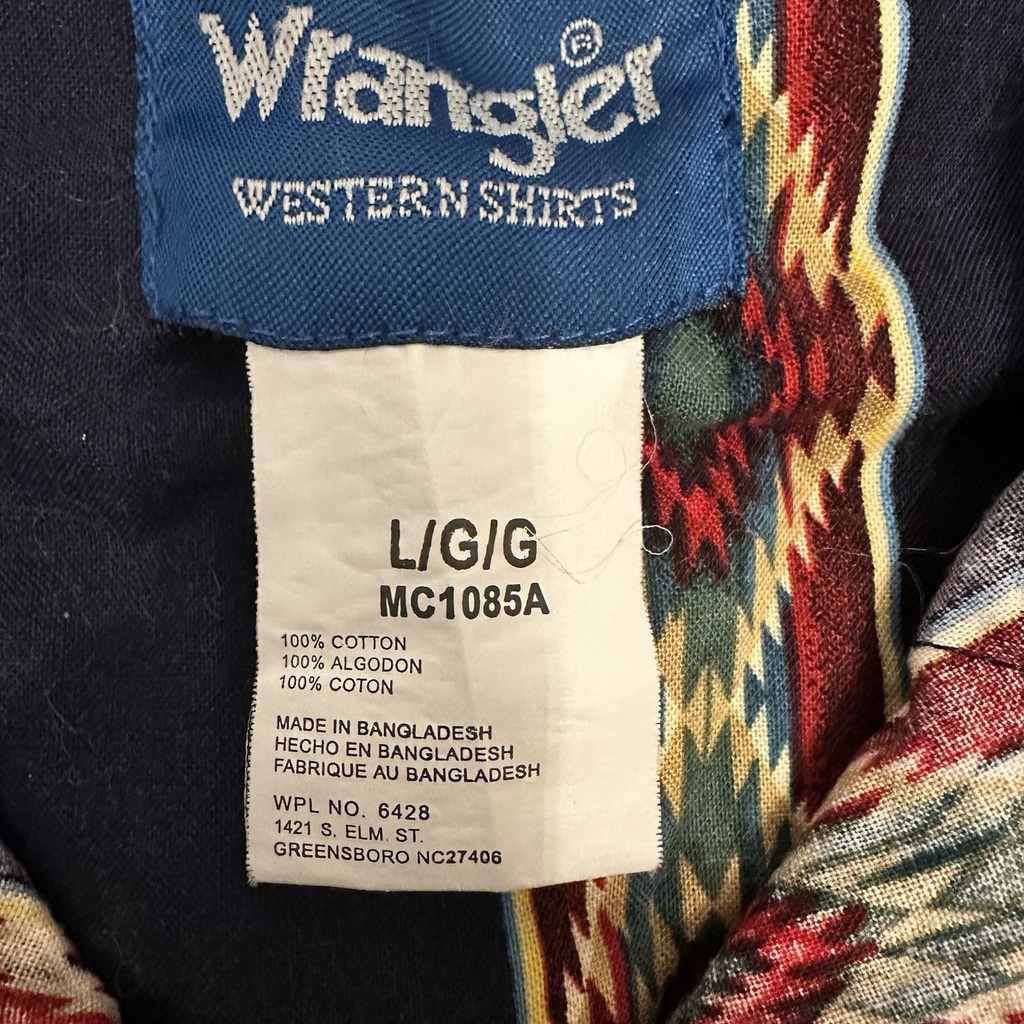 Wrangler®
WESTERN SHIRTS
L/G/G
MC1085A
100% COTTON
100% ALGODON
100% COTON
MADE IN BANGLADESH
HECHO EN BANGLADESH
FABRIQUE AU BANGLADESH
WPL NO. 6428
1421 S. ELM. ST.
GREENSBORO NC27406